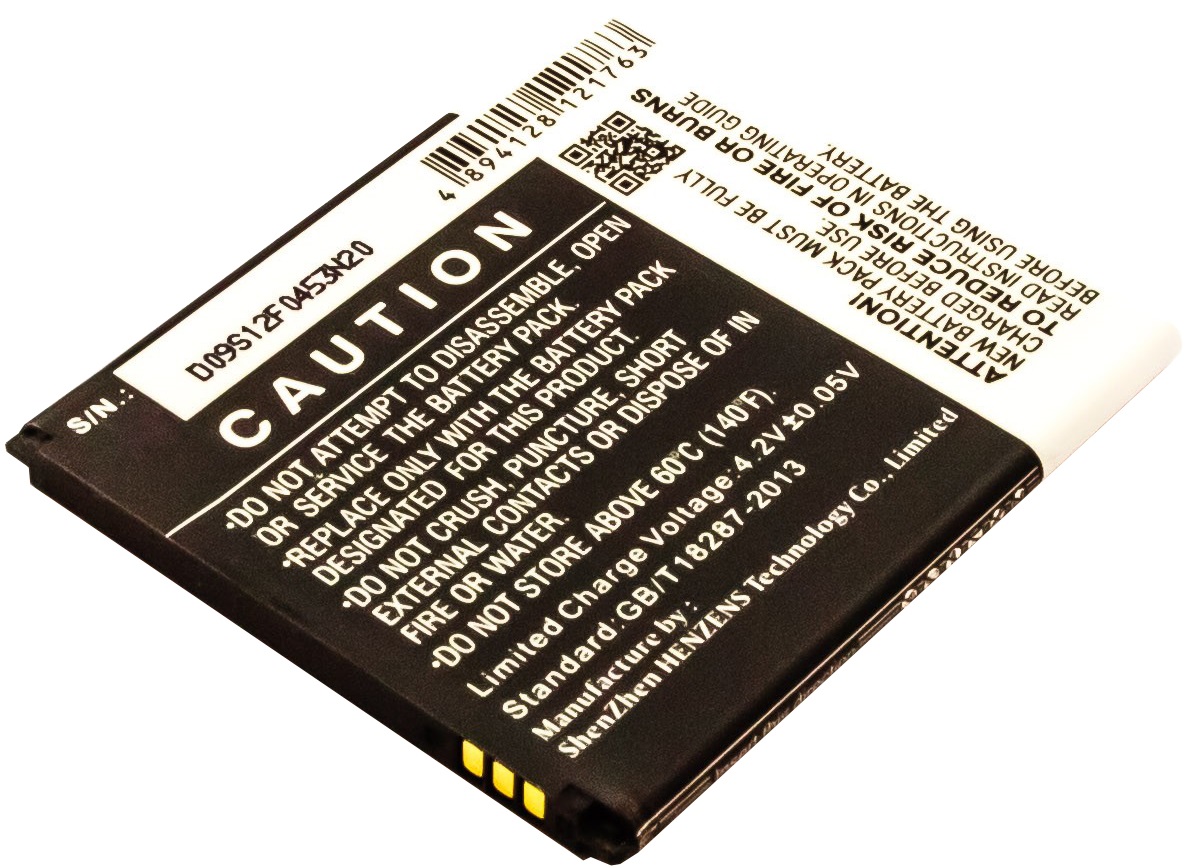 4 894128 121763
S/N.:
D09S12F0453N20
CAUTION
·DO NOT ATTEMPT TO DISASSEMBLE, OPEN
OR SERVICE THE BATTERY PACK.
·REPLACE ONLY WITH THE BATTERY PACK
DESIGNATED FOR THIS PRODUCT.
·DO NOT CRUSH, PUNCTURE, SHORT
EXTERNAL CONTACTS OR DISPOSE OF IN
FIRE OR WATER.
·DO NOT STORE ABOVE 60℃ (140℉).
Limited Charge Voltage: 4.2V ±0.05V
Standard: GB/T18287-2013
Manufacture by:
ShenZhen HENZENS Technology Co., Limited
ATTENTION!
NEW BATTERY PACK MUST BE FULLY
CHARGED BEFORE USE.
TO REDUCE RISK OF FIRE OR BURNS
READ INSTRUCTIONS IN OPERATING GUIDE
BEFORE USING THE BATTERY.
Insert this direction